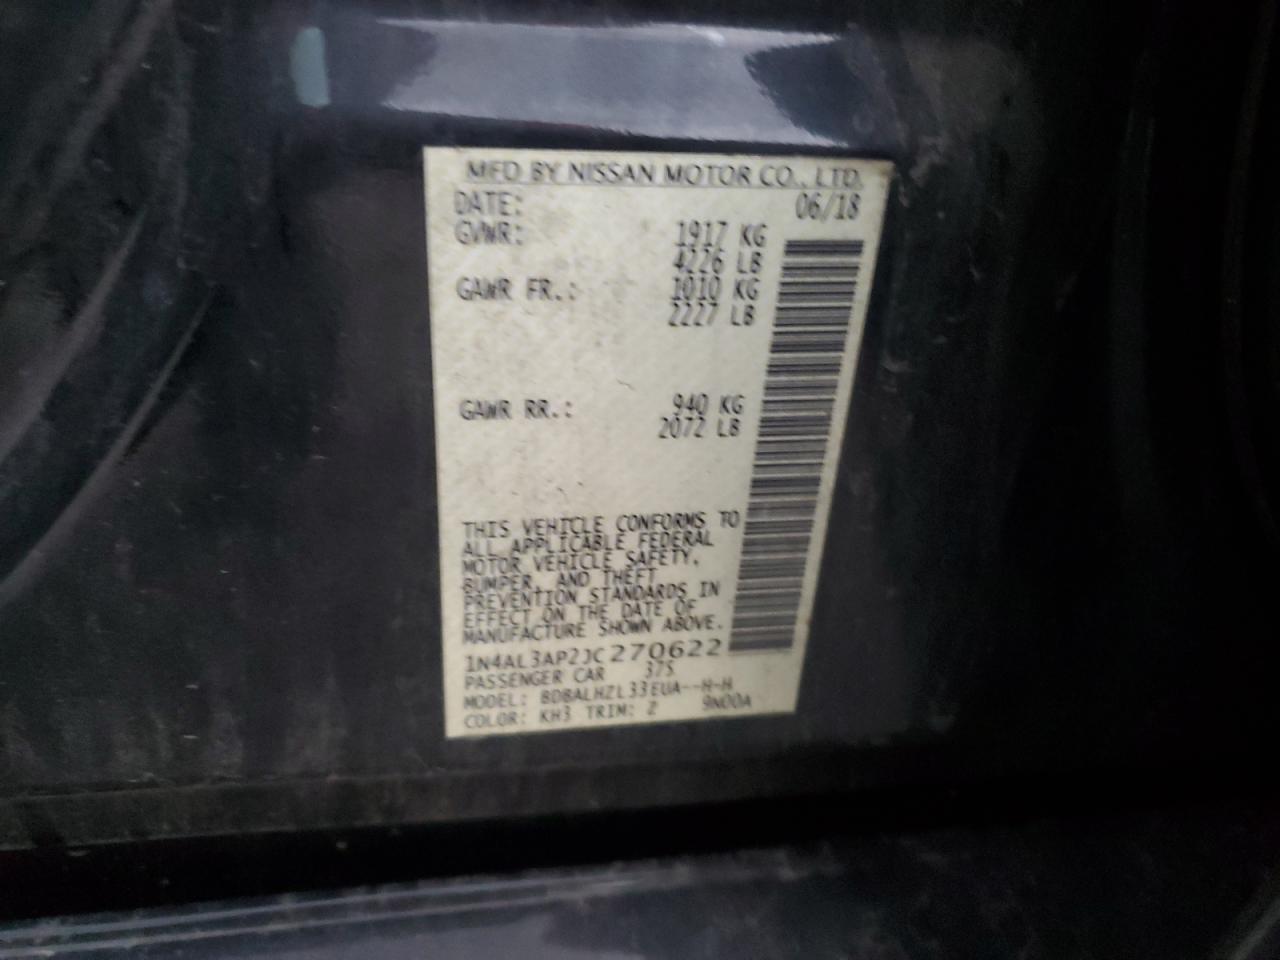 MFD BY NISSAN MOTOR CO., LTD.
DATE: 06/18
GVWR: 1917 KG
4226 LB
GAWR FR.: 1010 KG
2227 LB
GAWR RR.: 940 KG
2072 LB
THIS VEHICLE CONFORMS TO
ALL APPLICABLE FEDERAL
MOTOR VEHICLE SAFETY,
BUMPER, AND THEFT
PREVENTION STANDARDS IN
EFFECT ON THE DATE OF
MANUFACTURE SHOWN ABOVE.
1N4AL3AP2JC270622
PASSENGER CAR 375
MODEL: BDBALHZL33EUA--H-H
COLOR: KH3 TRIM: Z 9N00A